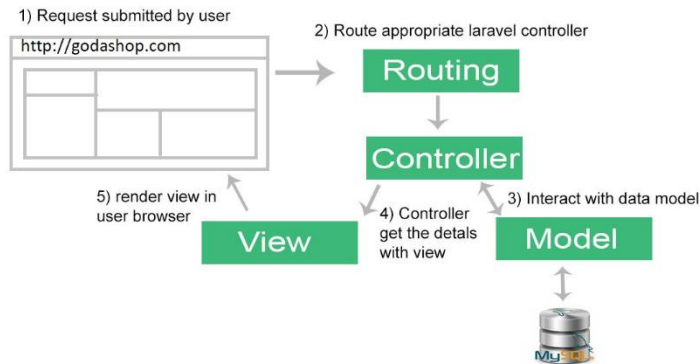 1) Request submitted by user
http://godashop.com
2) Route appropriate laravel controller
Routing
Controller
3) Interact with data model
4) Controller
get the detals
with view
5) render view in
user browser
View
Model
MySQL